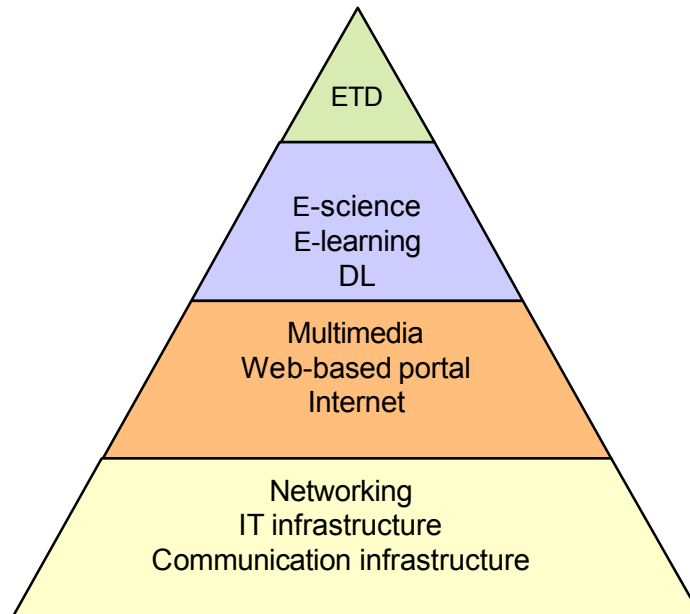 ETD
E-science
E-learning
DL
Multimedia
Web-based portal
Internet
Networking
IT infrastructure
Communication infrastructure